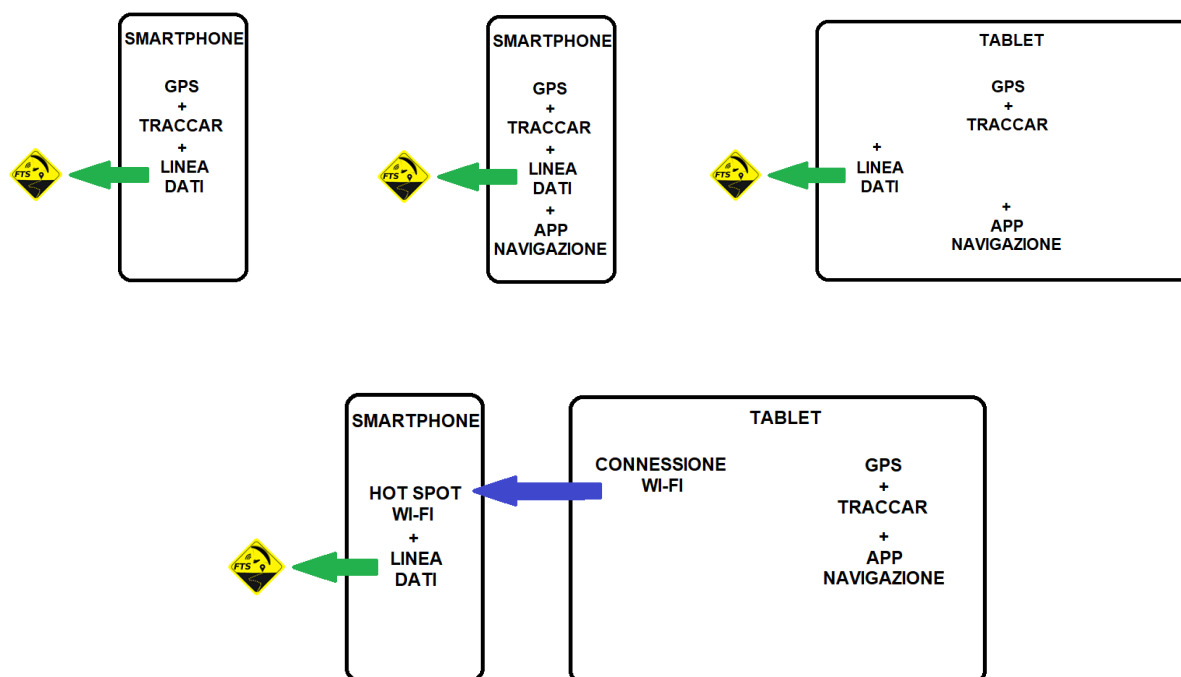 SMARTPHONE
GPS
+
TRACCAR
+
LINEA
DATI
FTS
SMARTPHONE
GPS
+
TRACCAR
+
LINEA
DATI
+
APP
NAVIGAZIONE
FTS
TABLET
GPS
+
TRACCAR
+
LINEA
DATI
+
APP
NAVIGAZIONE
FTS
SMARTPHONE
HOT SPOT
WI-FI
+
LINEA
DATI
FTS
TABLET
CONNESSIONE
WI-FI
GPS
+
TRACCAR
+
APP
NAVIGAZIONE